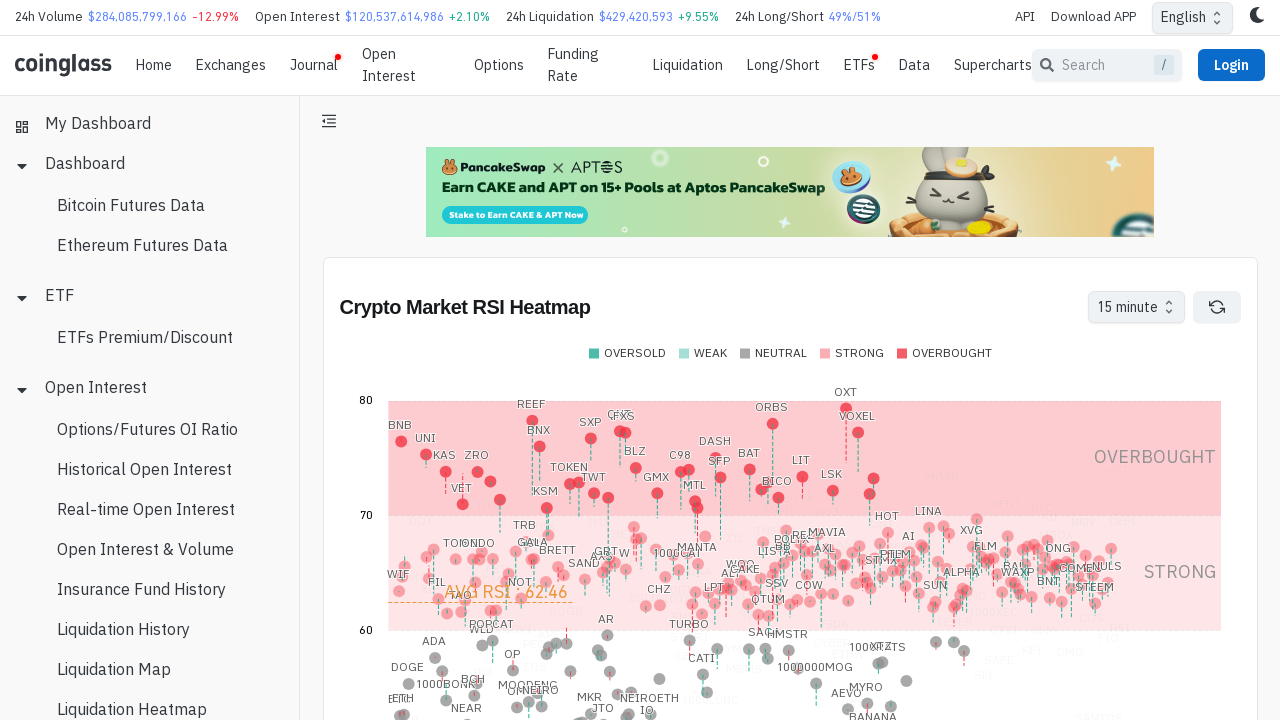 24h Volume $284,085,799,166 -12.99% Open Interest $120,537,614,986 +2.10% 24h Liquidation $429,420,593 +9.55% 24h Long/Short 49%/51% API Download APP English
coinglass Home Exchanges Journal Open Interest Options Funding Rate Liquidation Long/Short ETFs Data Supercharts Search / Login
My Dashboard
Dashboard
Bitcoin Futures Data
Ethereum Futures Data
ETF
ETFs Premium/Discount
Open Interest
Options/Futures OI Ratio
Historical Open Interest
Real-time Open Interest
Open Interest & Volume
Insurance Fund History
Liquidation History
Liquidation Map
Liquidation Heatmap
PancakeSwap X APTOS
Earn CAKE and APT on 15+ Pools at Aptos PancakeSwap
Stake to Earn CAKE & APT Now
Crypto Market RSI Heatmap
15 minute
OVERSOLD WEAK NEUTRAL STRONG OVERBOUGHT
80
OXT
REEF
ORBS
VOXEL
BNB
SXP
FXS
BNX
UNI
DASH
KAS
ZRO
BLZ
C98
BAT
OVERBOUGHT
SFP
LIT
TOKEN
TWT
GMX
LSK
BICO
VET
MTL
KSM
70
HOT
LINA
TRB
XVG
MAVIA
AI
TON
ONDO
GALA
BRETT
MANTA
AXL
FLM
ONG
GRT
1000CAT
SAND
STMX
NULS
WIF
ALPHA
WAXP
STRONG
FIL
NOT
CHZ
LPT
CAKE
SSV
COW
SUN
BNT
STEEM
AVG RSI : 62.46
TAO
QTUM
60
POPCAT
AR
TURBO
SAGA
HMSTR
ADA
OP
CATI
1000SATS
DOGE
1000000MOG
1000BONK
BCH
MOODENG
NEIRO
MYRO
ETH
MKR
NEIROETH
AEVO
NEAR
JTO
IO
BANANA